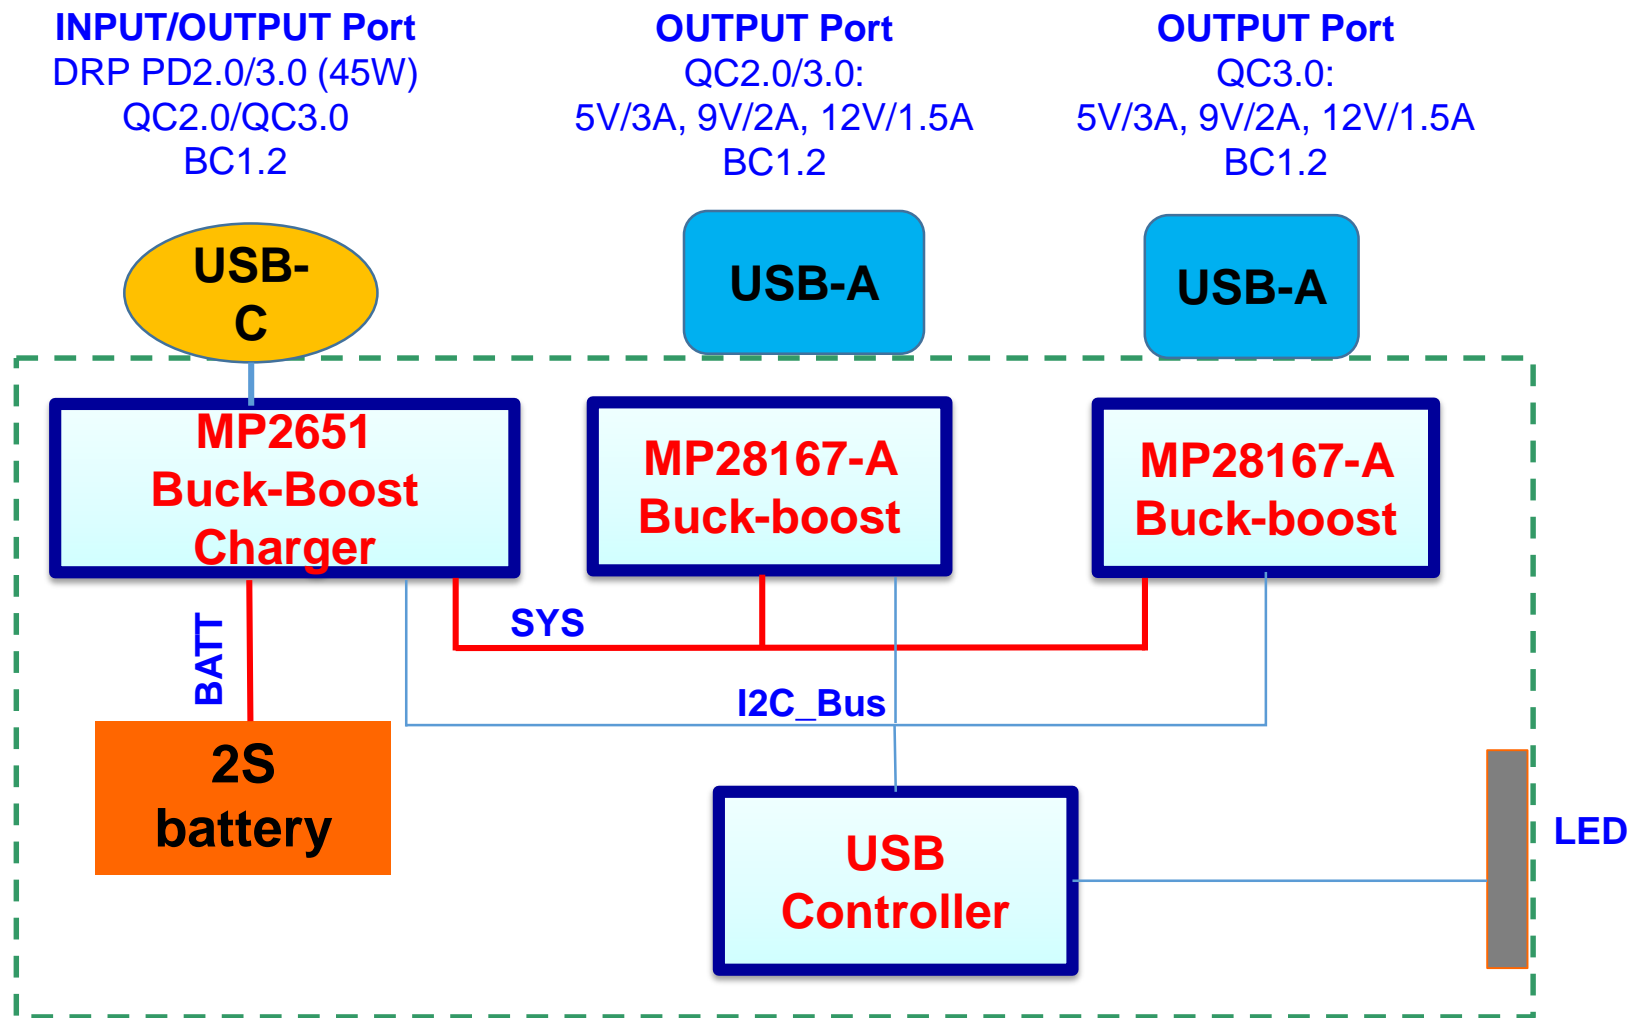 INPUT/OUTPUT Port
DRP PD2.0/3.0 (45W)
QC2.0/QC3.0
BC1.2
OUTPUT Port
QC2.0/3.0:
5V/3A, 9V/2A, 12V/1.5A
BC1.2
OUTPUT Port
QC3.0:
5V/3A, 9V/2A, 12V/1.5A
BC1.2
USB-
C
USB-A
USB-A
MP2651
Buck-Boost
Charger
MP28167-A
Buck-boost
MP28167-A
Buck-boost
BATT
SYS
I2C_Bus
2S
battery
USB
Controller
LED